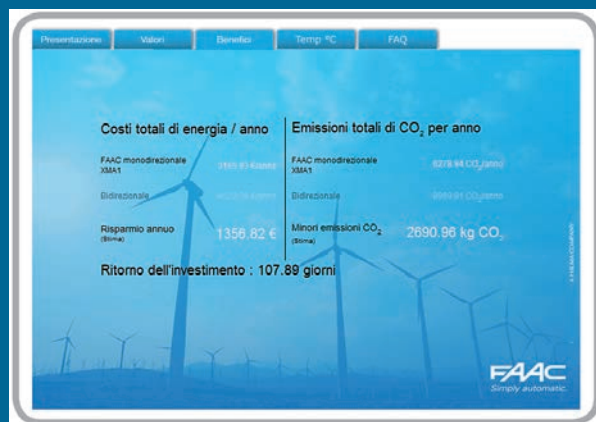 Presentazione Valori Benefici Temp ºC FAQ
Costi totali di energia / anno
FAAC monodirezionale
XMA1
Bidirezionale
Risparmio annuo
(Stima)
1356.82 €
Ritorno dell'investimento : 107.89 giorni
Emissioni totali di CO₂ per anno
FAAC monodirezionale
XMA1
Bidirezionale
Minori emissioni CO₂
(Stima)
2690.96 kg CO₂
FAAC
Simply automatic.